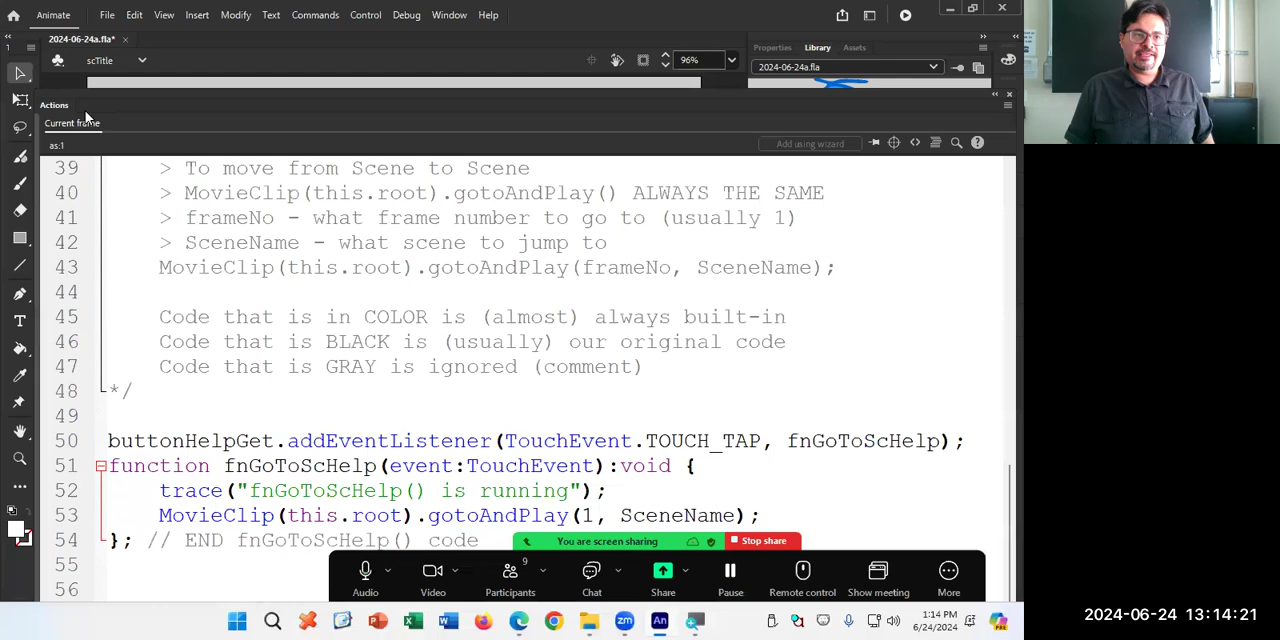 Animate File Edit View Insert Modify Text Commands Control Debug Window Help
2024-06-24a.fla* ×
scTitle 96%
Properties Library Assets
2024-06-24a.fla
Actions
Current frame
as:1 Add using wizard
39 > To move from Scene to Scene
40 > MovieClip(this.root).gotoAndPlay() ALWAYS THE SAME
41 > frameNo - what frame number to go to (usually 1)
42 > SceneName - what scene to jump to
43 MovieClip(this.root).gotoAndPlay(frameNo, SceneName);
44
45 Code that is in COLOR is (almost) always built-in
46 Code that is BLACK is (usually) our original code
47 Code that is GRAY is ignored (comment)
48 */
49
50 buttonHelpGet.addEventListener(TouchEvent.TOUCH_TAP, fnGoToScHelp);
51 function fnGoToScHelp(event:TouchEvent):void {
52 trace("fnGoToScHelp() is running");
53 MovieClip(this.root).gotoAndPlay(1, SceneName);
54 }; // END fnGoToScHelp() code
55
56
You are screen sharing Stop share
9
Audio Video Participants Chat Share Pause Remote control Show meeting More
zm An
1:14 PM
6/24/2024
2024-06-24 13:14:21